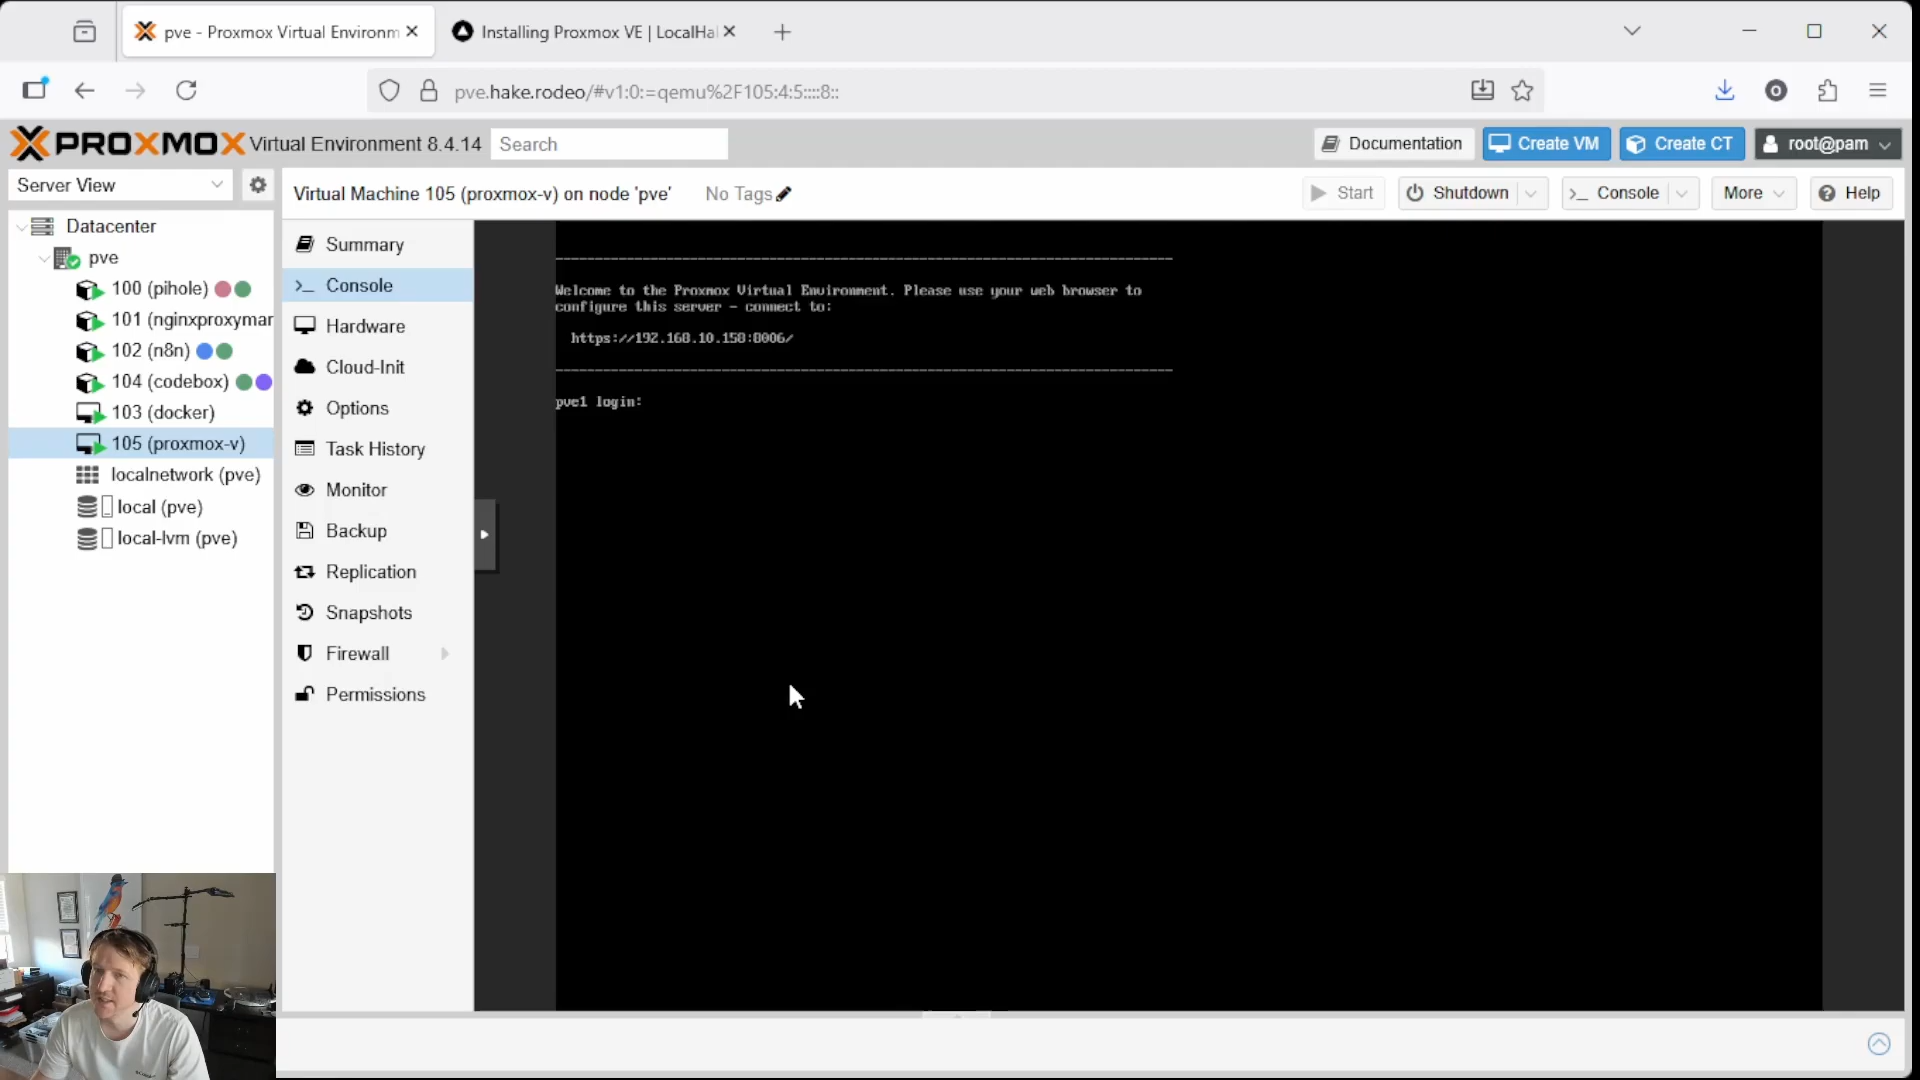 pve - Proxmox Virtual Environm
Installing Proxmox VE | LocalHa
pve.hake.rodeo/#v1:0:=qemu%2F105:4:5::::8::
PROXMOX Virtual Environment 8.4.14
Search
Documentation
Create VM
Create CT
root@pam
Server View
Virtual Machine 105 (proxmox-v) on node 'pve'
No Tags
Start
Shutdown
Console
More
Help
Datacenter
pve
100 (pihole)
101 (nginxproxymar
102 (n8n)
104 (codebox)
103 (docker)
105 (proxmox-v)
localnetwork (pve)
local (pve)
local-lvm (pve)
Summary
Console
Hardware
Cloud-Init
Options
Task History
Monitor
Backup
Replication
Snapshots
Firewall
Permissions
Welcome to the Proxmox Virtual Environment. Please use your web browser to
configure this server - connect to:
https://192.168.10.150:8006/
pve1 login: